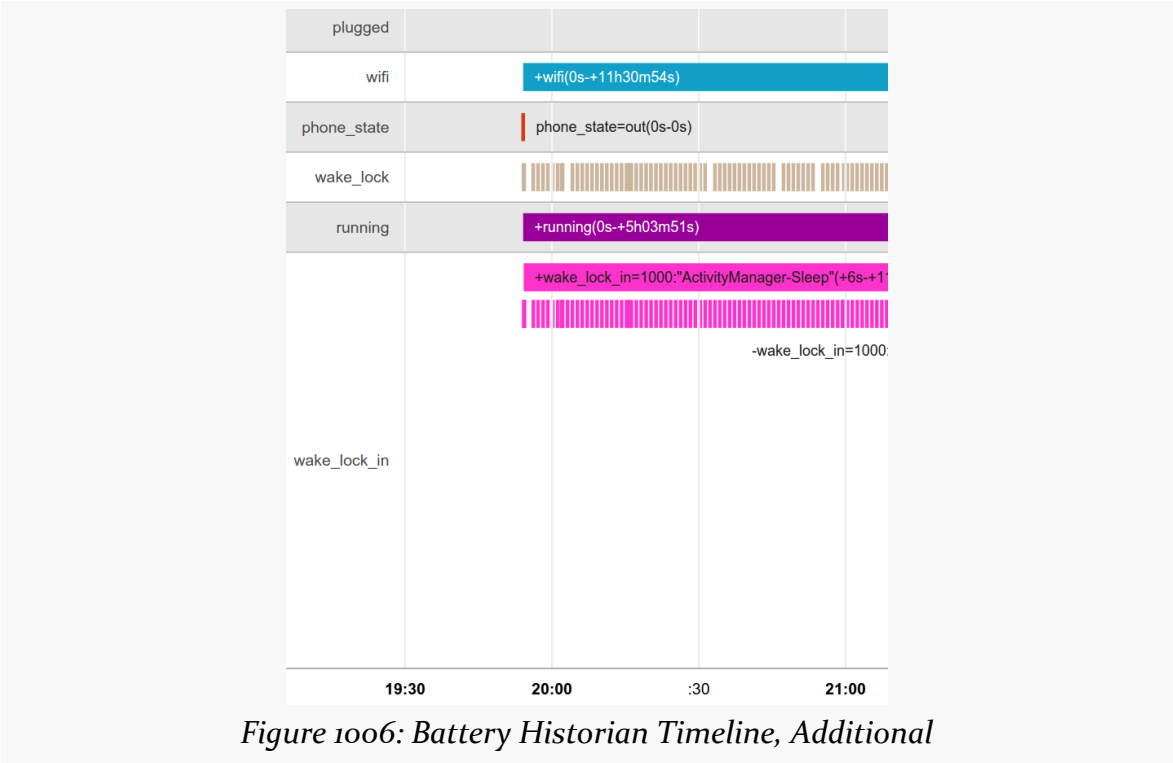 plugged
wifi
+wifi(0s-+11h30m54s)
phone_state
phone_state=out(0s-0s)
wake_lock
running
+running(0s-+5h03m51s)
+wake_lock_in=1000:"ActivityManager-Sleep"(+6s-+11
-wake_lock_in=1000:
wake_lock_in
19:30
20:00
:30
21:00
Figure 1006: Battery Historian Timeline, Additional